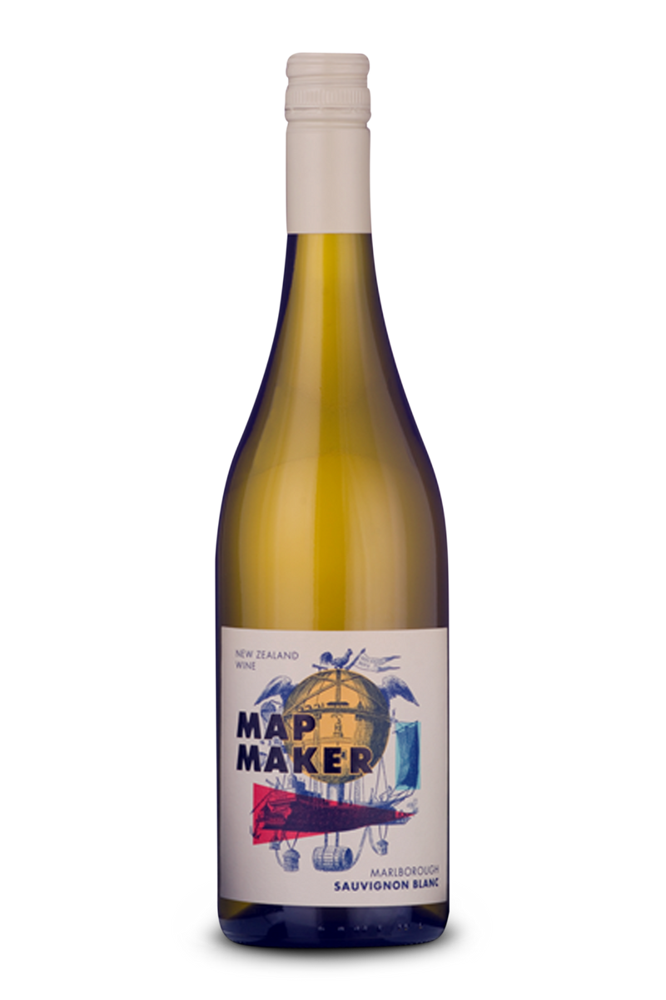 NEW ZEALAND
WINE
MAP
MAKER
MARLBOROUGH
SAUVIGNON BLANC